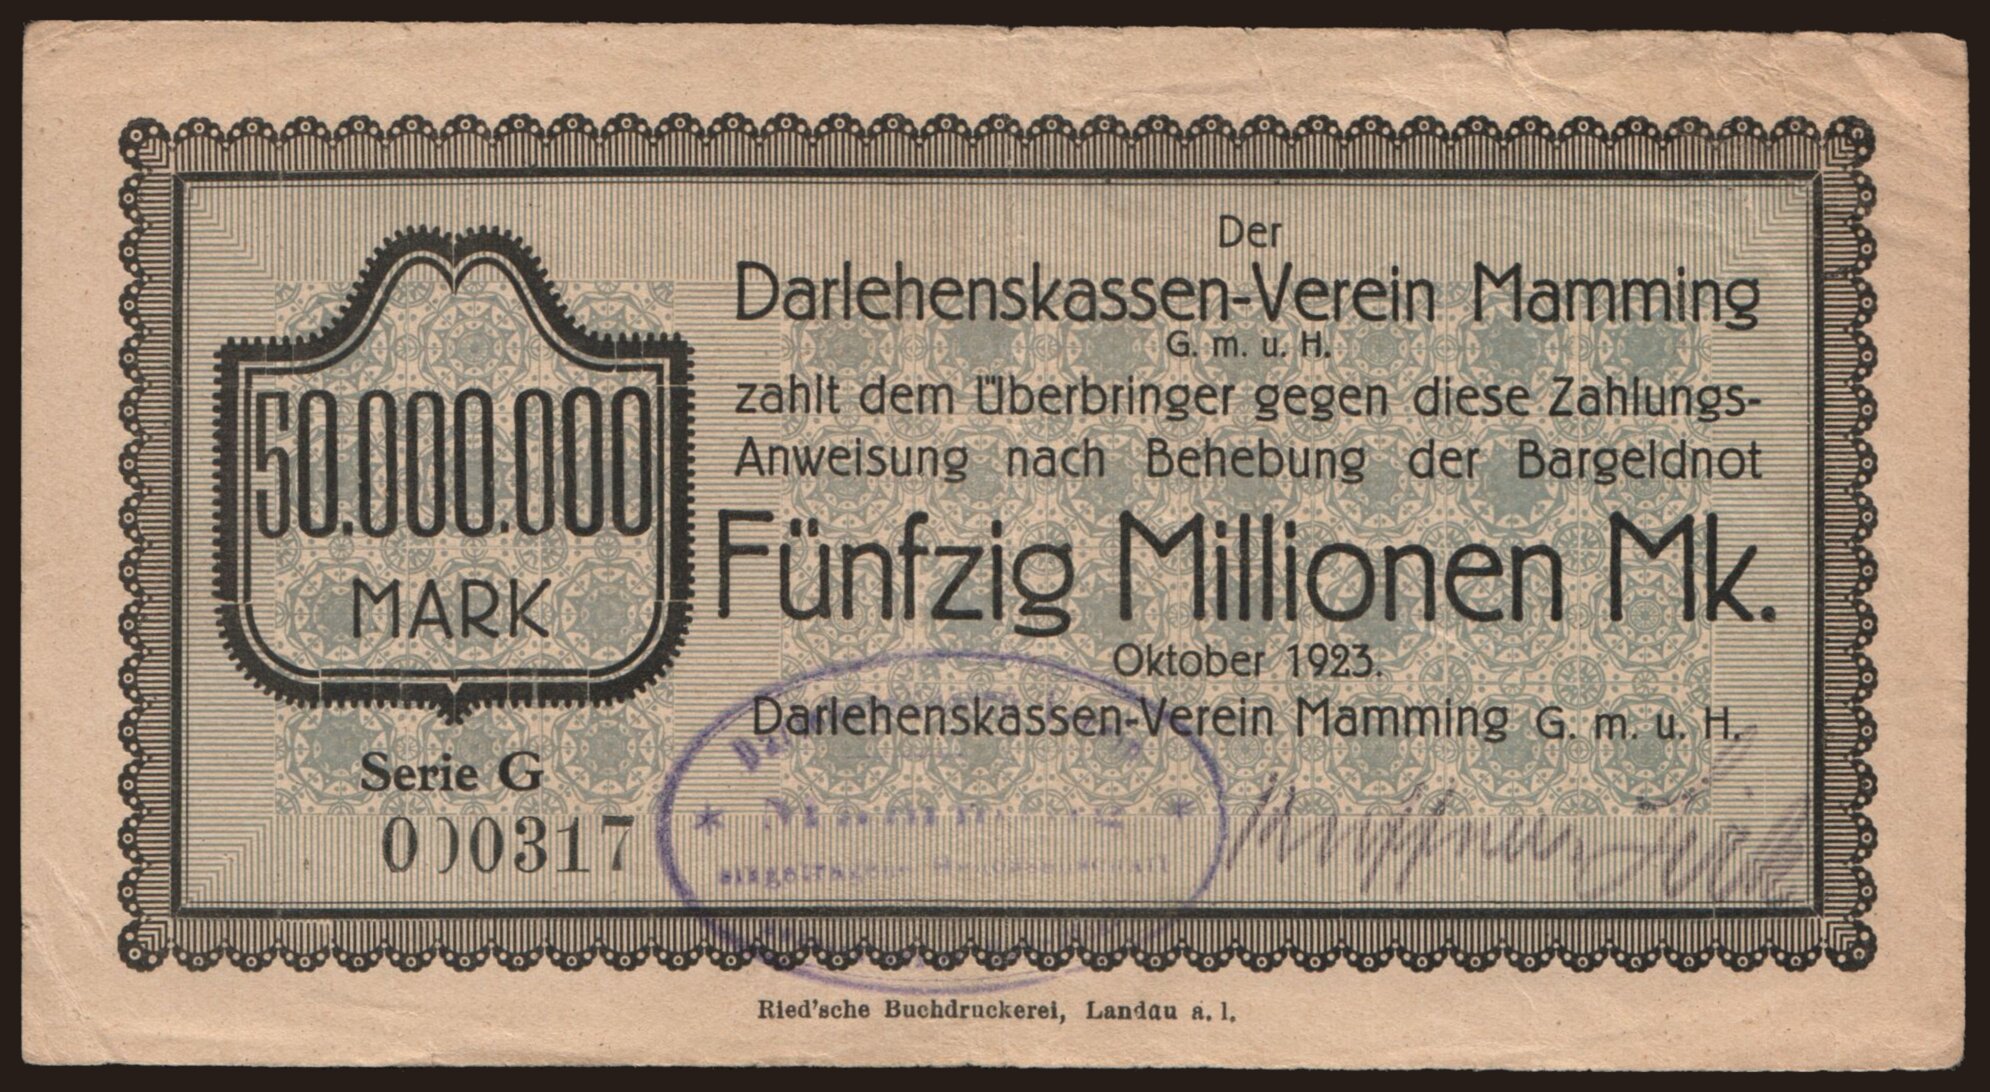 Der
Darlehenskassen-Verein Mamming
G. m. u. H.
zahlt dem Überbringer gegen diese Zahlungs-
Anweisung nach Behebung der Bargeldnot
Fünfzig Millionen Mk.
Oktober 1923.
Darlehenskassen-Verein Mamming G. m. u. H.
50.000.000
MARK
Serie G
000317
Ried'sche Buchdruckerei, Landau a. I.